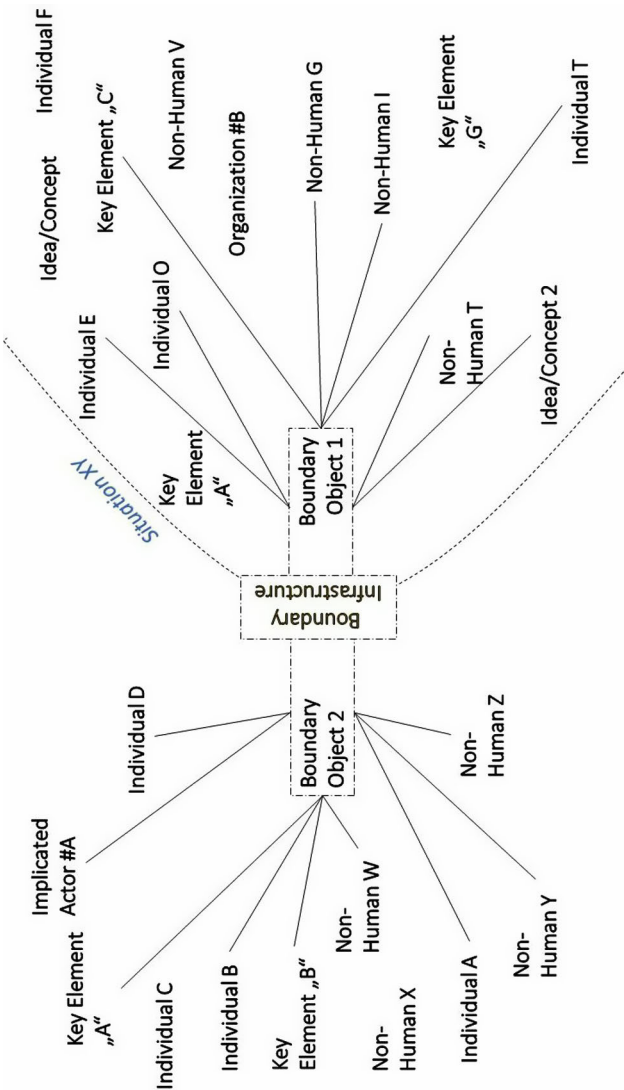 Implicated
Actor #A
Key Element
„A“
Individual D
Individual C
Individual B
Key
Element „B“
Non-
Human W
Non-
Human X
Individual A
Non-
Human Z
Non-
Human Y
Boundary
Object 2
Boundary
Infrastructure
Boundary
Object 1
Situation XY
Individual F
Idea/Concept
Key Element „C“
Individual E
Individual O
Non-Human V
Key
Element
„A“
Organization #B
Non-Human G
Non-Human I
Key Element
„G“
Non-
Human T
Idea/Concept 2
Individual T